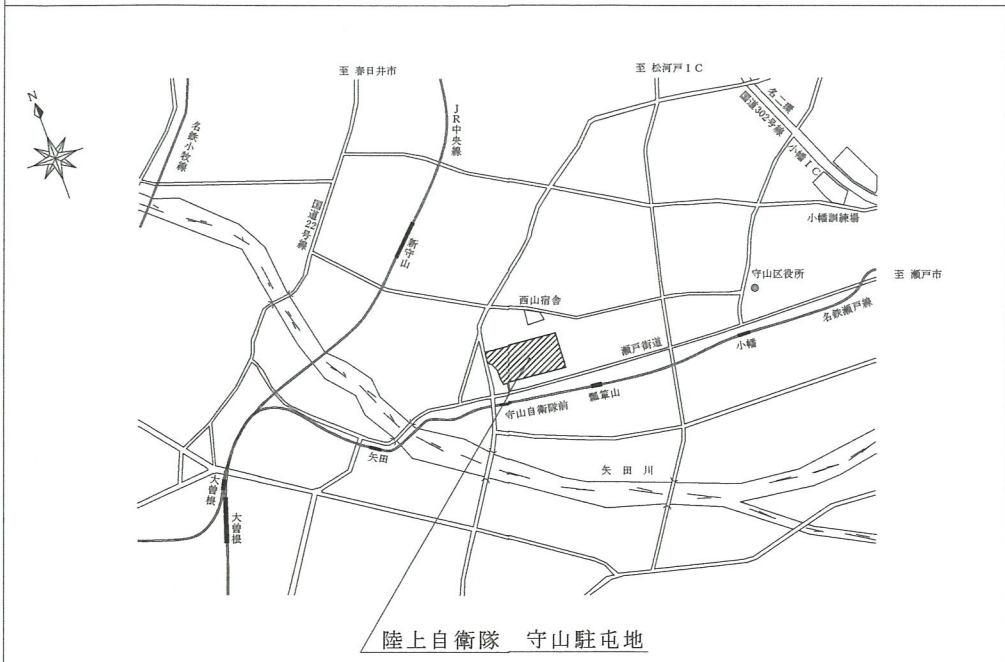 至 春日井市
至 松河戸IC
N
名鉄小牧線
JR中央線
名二環
国道302号線
小幡IC
小幡訓練場
国道22号線
新守山
守山区役所
至 瀬戸市
西山宿舎
瀬戸街道
小幡
名鉄瀬戸線
瓢箪山
守山自衛隊前
矢田
矢田川
大曽根
大曽根
陸上自衛隊 守山駐屯地